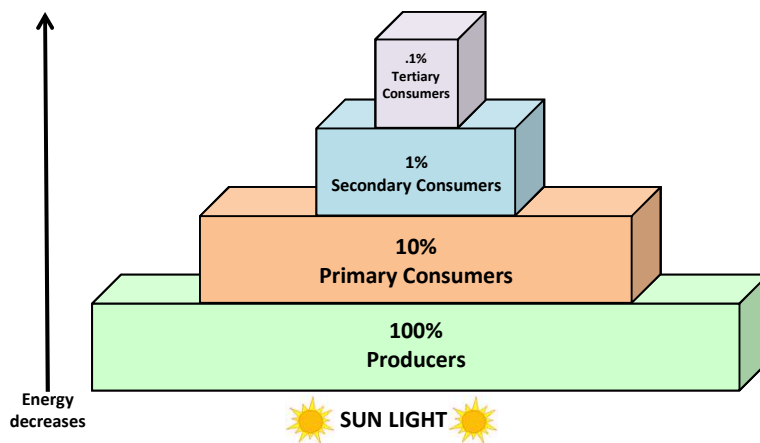 .1%
Tertiary
Consumers
1%
Secondary Consumers
10%
Primary Consumers
100%
Producers
Energy
decreases
SUN LIGHT